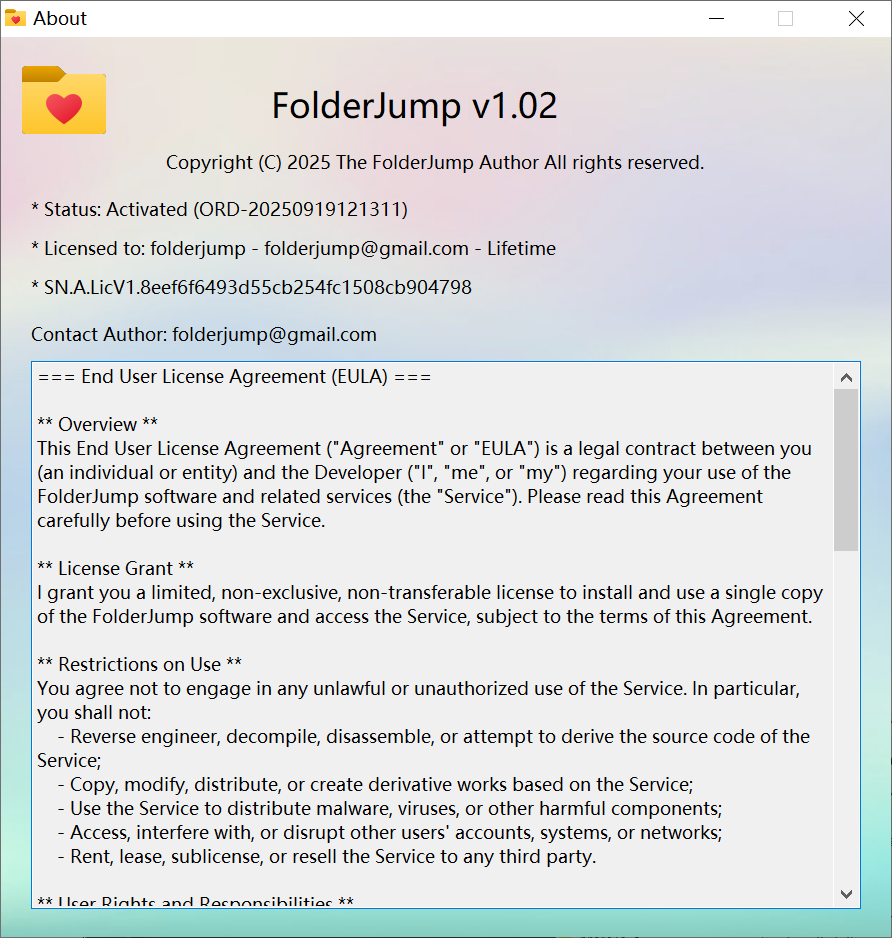 About
FolderJump v1.02
Copyright (C) 2025 The FolderJump Author All rights reserved.
* Status: Activated (ORD-20250919121311)
* Licensed to: folderjump - folderjump@gmail.com - Lifetime
* SN.A.LicV1.8eef6f6493d55cb254fc1508cb904798
Contact Author: folderjump@gmail.com
=== End User License Agreement (EULA) ===
** Overview **
This End User License Agreement ("Agreement" or "EULA") is a legal contract between you
(an individual or entity) and the Developer ("I", "me", or "my") regarding your use of the
FolderJump software and related services (the "Service"). Please read this Agreement
carefully before using the Service.
** License Grant **
I grant you a limited, non-exclusive, non-transferable license to install and use a single copy
of the FolderJump software and access the Service, subject to the terms of this Agreement.
** Restrictions on Use **
You agree not to engage in any unlawful or unauthorized use of the Service. In particular,
you shall not:
- Reverse engineer, decompile, disassemble, or attempt to derive the source code of the
Service;
- Copy, modify, distribute, or create derivative works based on the Service;
- Use the Service to distribute malware, viruses, or other harmful components;
- Access, interfere with, or disrupt other users' accounts, systems, or networks;
- Rent, lease, sublicense, or resell the Service to any third party.
** User Rights and Responsibilities **